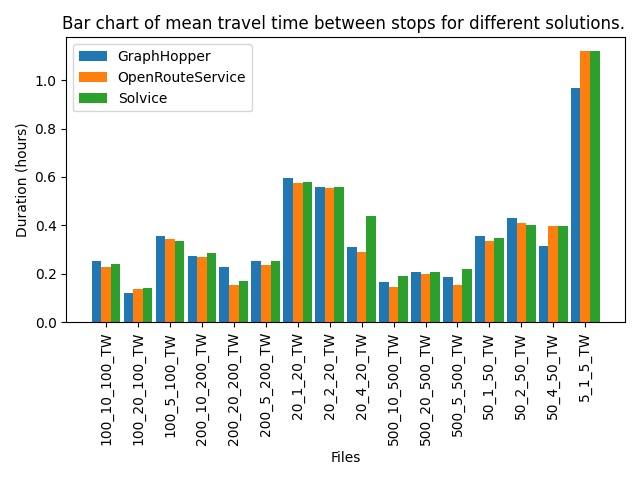 Bar chart of mean travel time between stops for different solutions.
GraphHopper
OpenRouteService
Solvice
Duration (hours)
1.0
0.8
0.6
0.4
0.2
0.0
100_10_100_TW
100_20_100_TW
100_5_100_TW
200_10_200_TW
200_20_200_TW
200_5_200_TW
20_1_20_TW
20_2_20_TW
20_4_20_TW
500_10_500_TW
500_20_500_TW
500_5_500_TW
50_1_50_TW
50_2_50_TW
50_4_50_TW
5_1_5_TW
Files